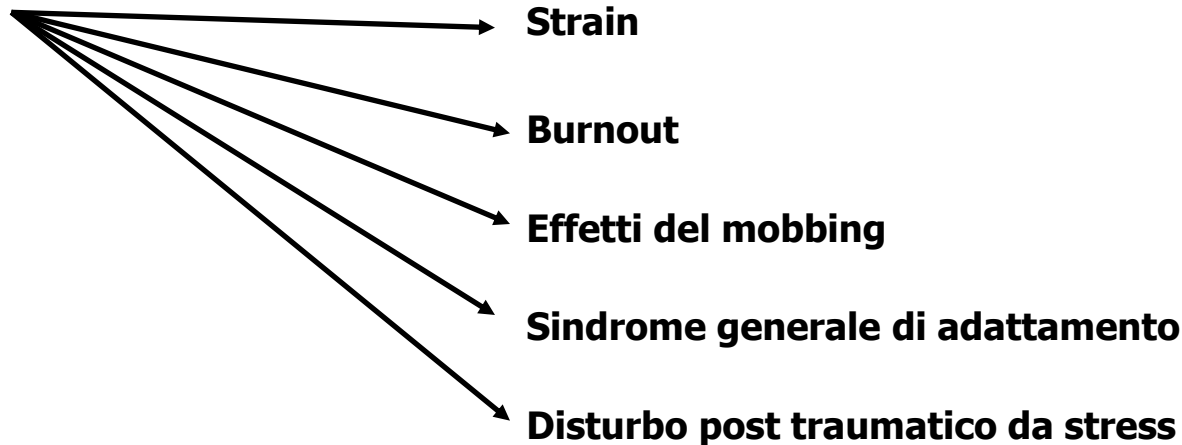 Strain
Burnout
Effetti del mobbing
Sindrome generale di adattamento
Disturbo post traumatico da stress